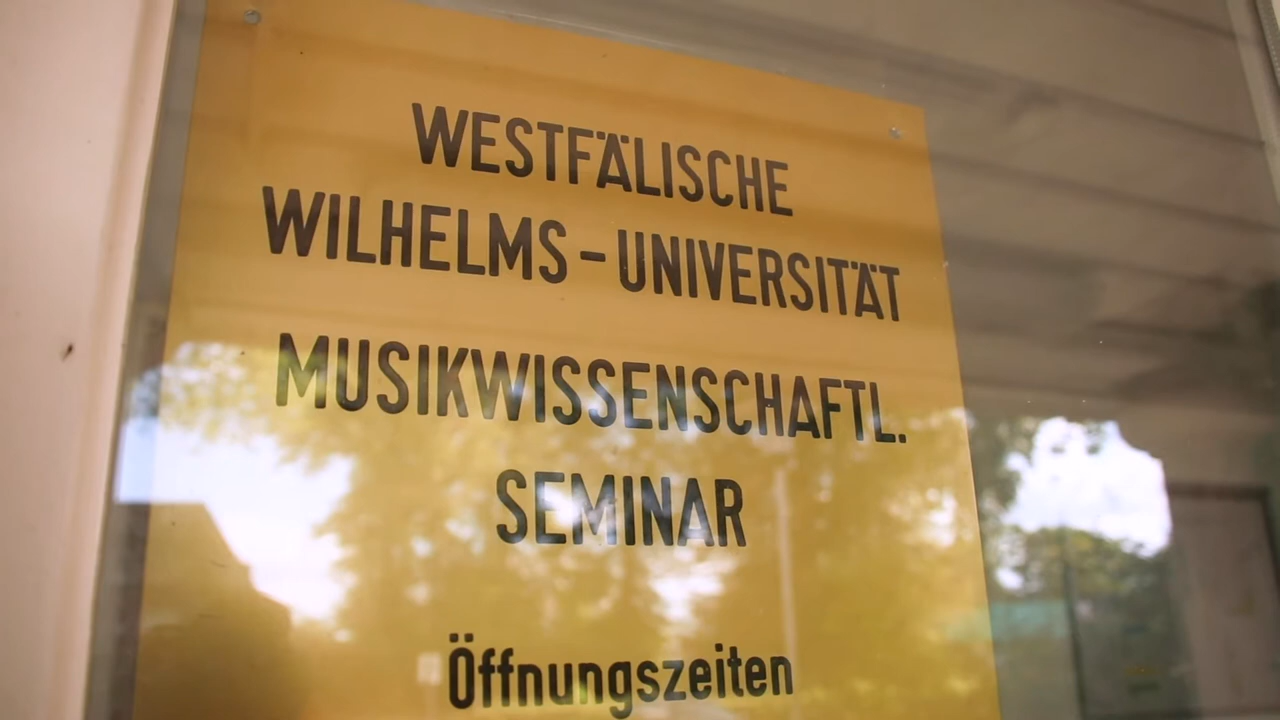 WESTFÄLISCHE
WILHELMS-UNIVERSITÄT
MUSIKWISSENSCHAFTL.
SEMINAR
Öffnungszeiten